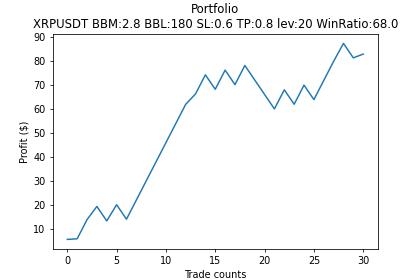 Portfolio
XRPUSDT BBM:2.8 BBL:180 SL:0.6 TP:0.8 lev:20 WinRatio:68.0
90
80
70
60
50
40
30
20
10
Profit ($)
0 5 10 15 20 25 30
Trade counts